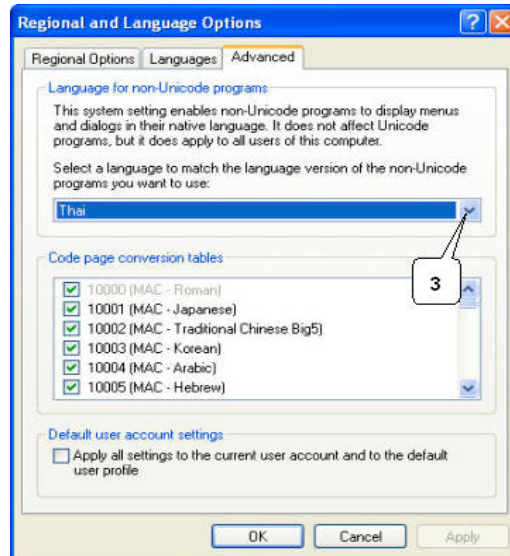 Regional and Language Options
Regional Options
Languages
Advanced
Language for non-Unicode programs
This system setting enables non-Unicode programs to display menus
and dialogs in their native language. It does not affect Unicode
programs, but it does apply to all users of this computer.
Select a language to match the language version of the non-Unicode
programs you want to use:
Thai
3
Code page conversion tables
10000 (MAC - Roman)
10001 (MAC - Japanese)
10002 (MAC - Traditional Chinese Big5)
10003 (MAC - Korean)
10004 (MAC - Arabic)
10005 (MAC - Hebrew)
Default user account settings
Apply all settings to the current user account and to the default
user profile
OK
Cancel
Apply